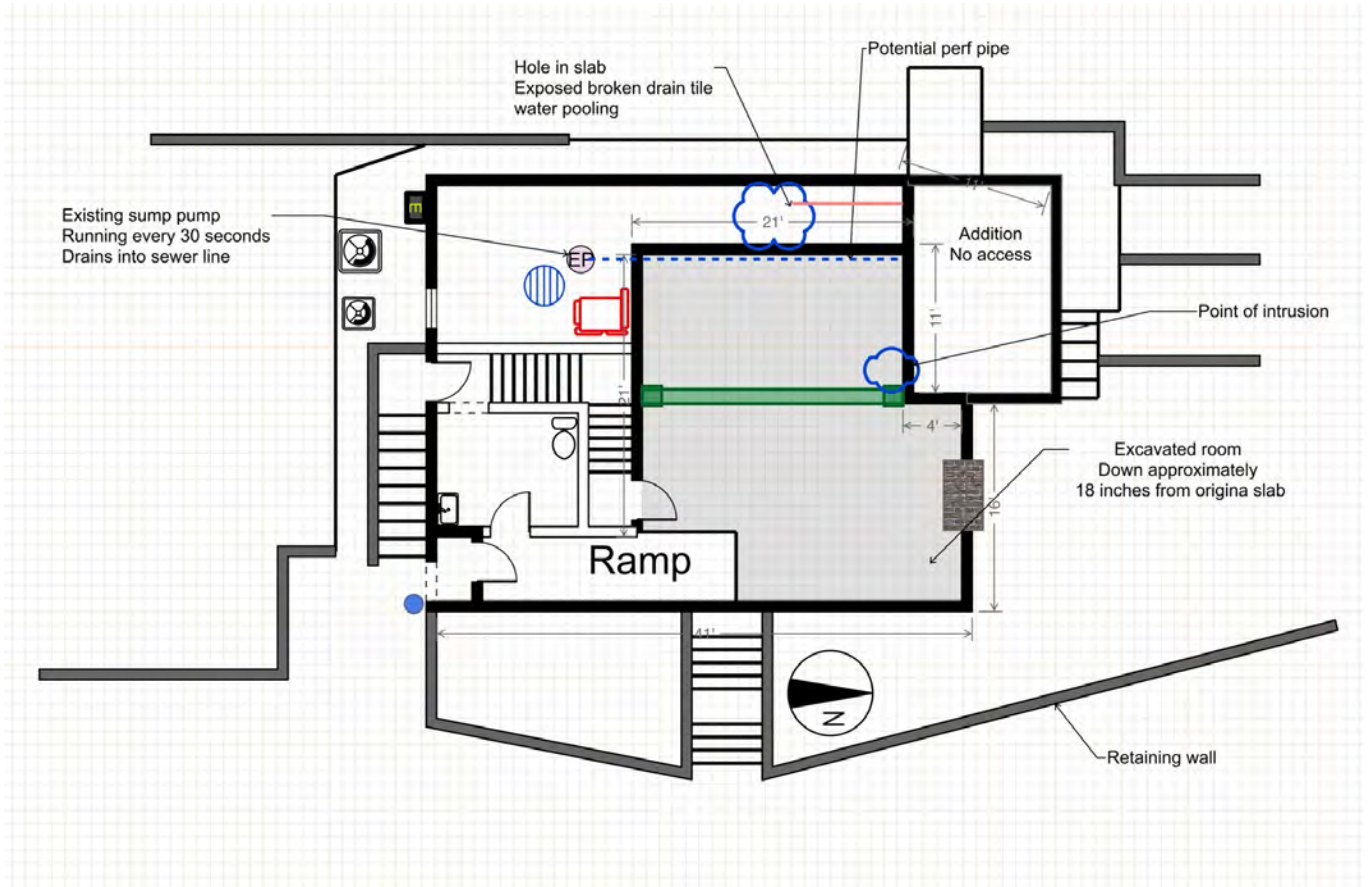 Potential perf pipe
Hole in slab
Exposed broken drain tile
water pooling
11'
Existing sump pump
Running every 30 seconds
Drains into sewer line
E
21'
Addition
No access
EP
11'
Point of intrusion
21'
4'
Excavated room
Down approximately
18 inches from origina slab
16'
Ramp
41'
N
Retaining wall